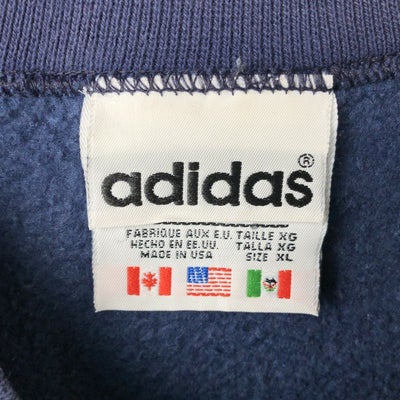 adidas®
FABRIQUE AUX E.U. TAILLE XG
HECHO EN EE.UU. TALLA XG
MADE IN USA SIZE XL